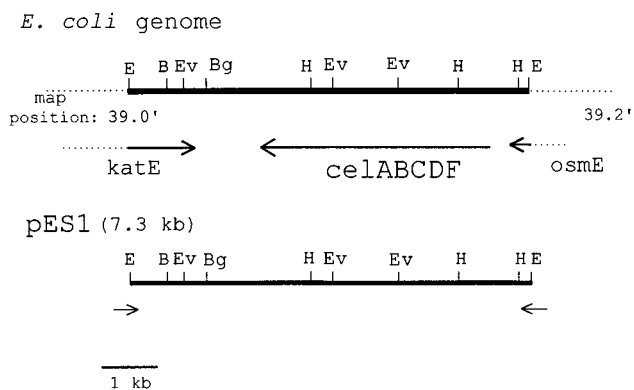 E. coli genome
E B Ev Bg H Ev Ev H H E
map
position: 39.0' 39.2'
katE celABCDF osmE
pES1 (7.3 kb)
E B Ev Bg H Ev Ev H H E
1 kb